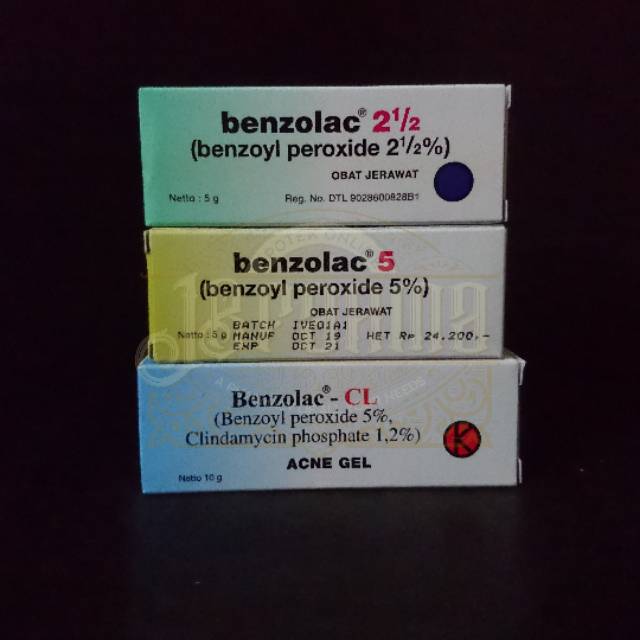 benzolac® 2½
(benzoyl peroxide 2½%)
OBAT JERAWAT
Netto : 5 g
Reg. No. DTL 9028600828B1
benzolac® 5
(benzoyl peroxide 5%)
OBAT JERAWAT
Netto : 5 g
BATCH IVE01A1
MANUF OCT 19 HET Rp 24.200,-
EXP OCT 21
Benzolac®- CL
(Benzoyl peroxide 5%,
Clindamycin phosphate 1,2%)
K
ACNE GEL
Netto 10 g